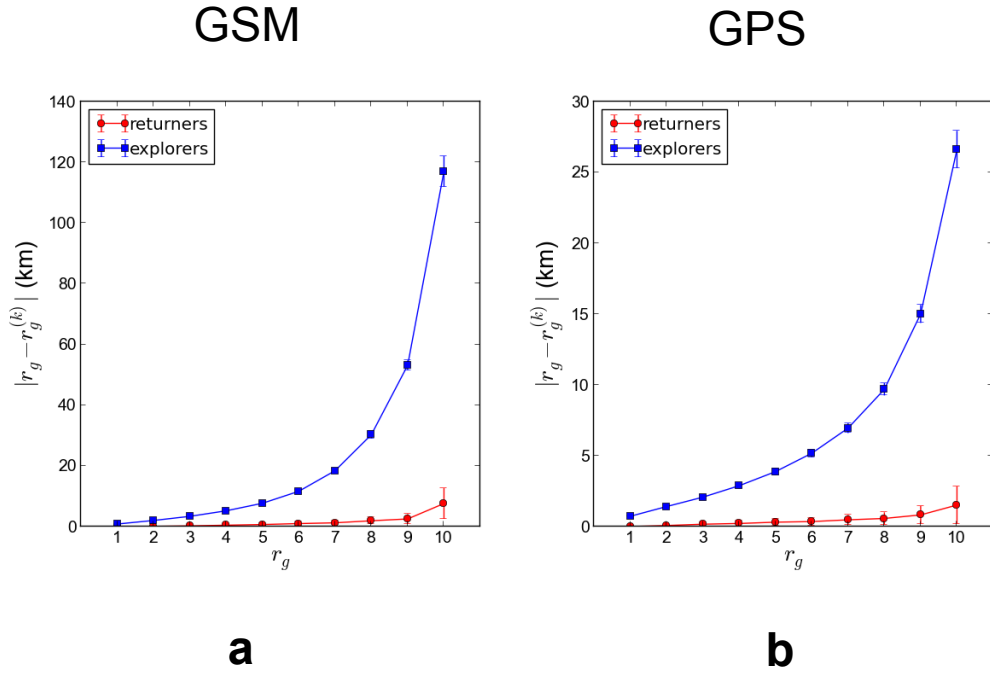 GSM
GPS
140
120
100
80
60
40
20
0
|r_g − r_g^{(k)}| (km)
returners
explorers
1 2 3 4 5 6 7 8 9 10
r_g
30
25
20
15
10
5
0
|r_g − r_g^{(k)}| (km)
returners
explorers
1 2 3 4 5 6 7 8 9 10
r_g
a
b